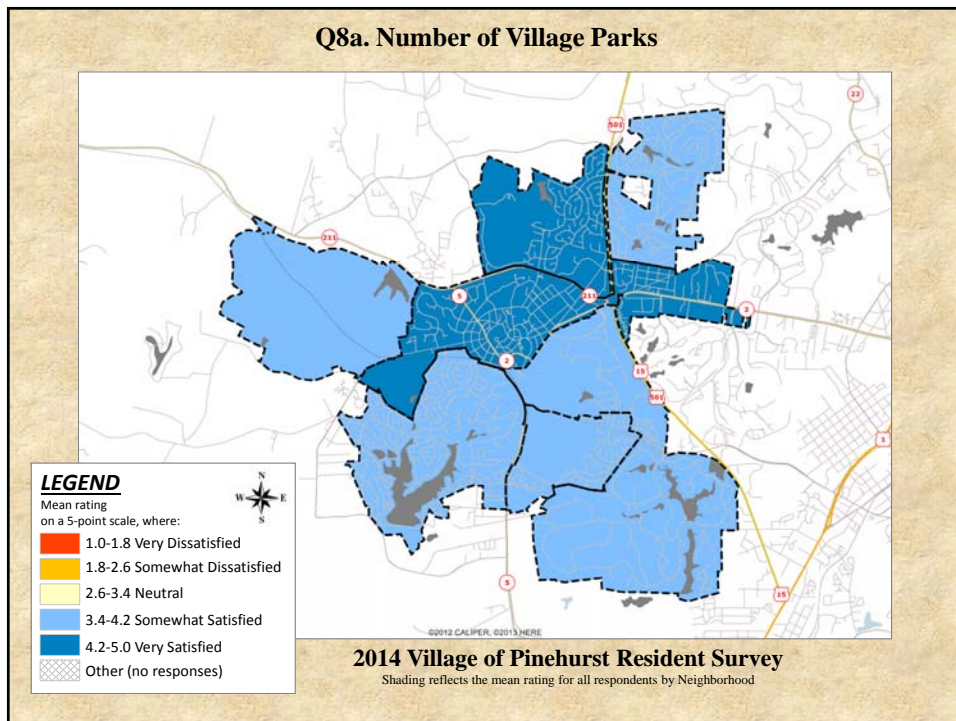 Q8a. Number of Village Parks
22
501
211
5
211
2
2
15
501
1
5
15
©2012 CALIPER, ©2013 HERE
LEGEND
Mean rating
on a 5-point scale, where:
N
W E
S
1.0-1.8 Very Dissatisfied
1.8-2.6 Somewhat Dissatisfied
2.6-3.4 Neutral
3.4-4.2 Somewhat Satisfied
4.2-5.0 Very Satisfied
Other (no responses)
2014 Village of Pinehurst Resident Survey
Shading reflects the mean rating for all respondents by Neighborhood